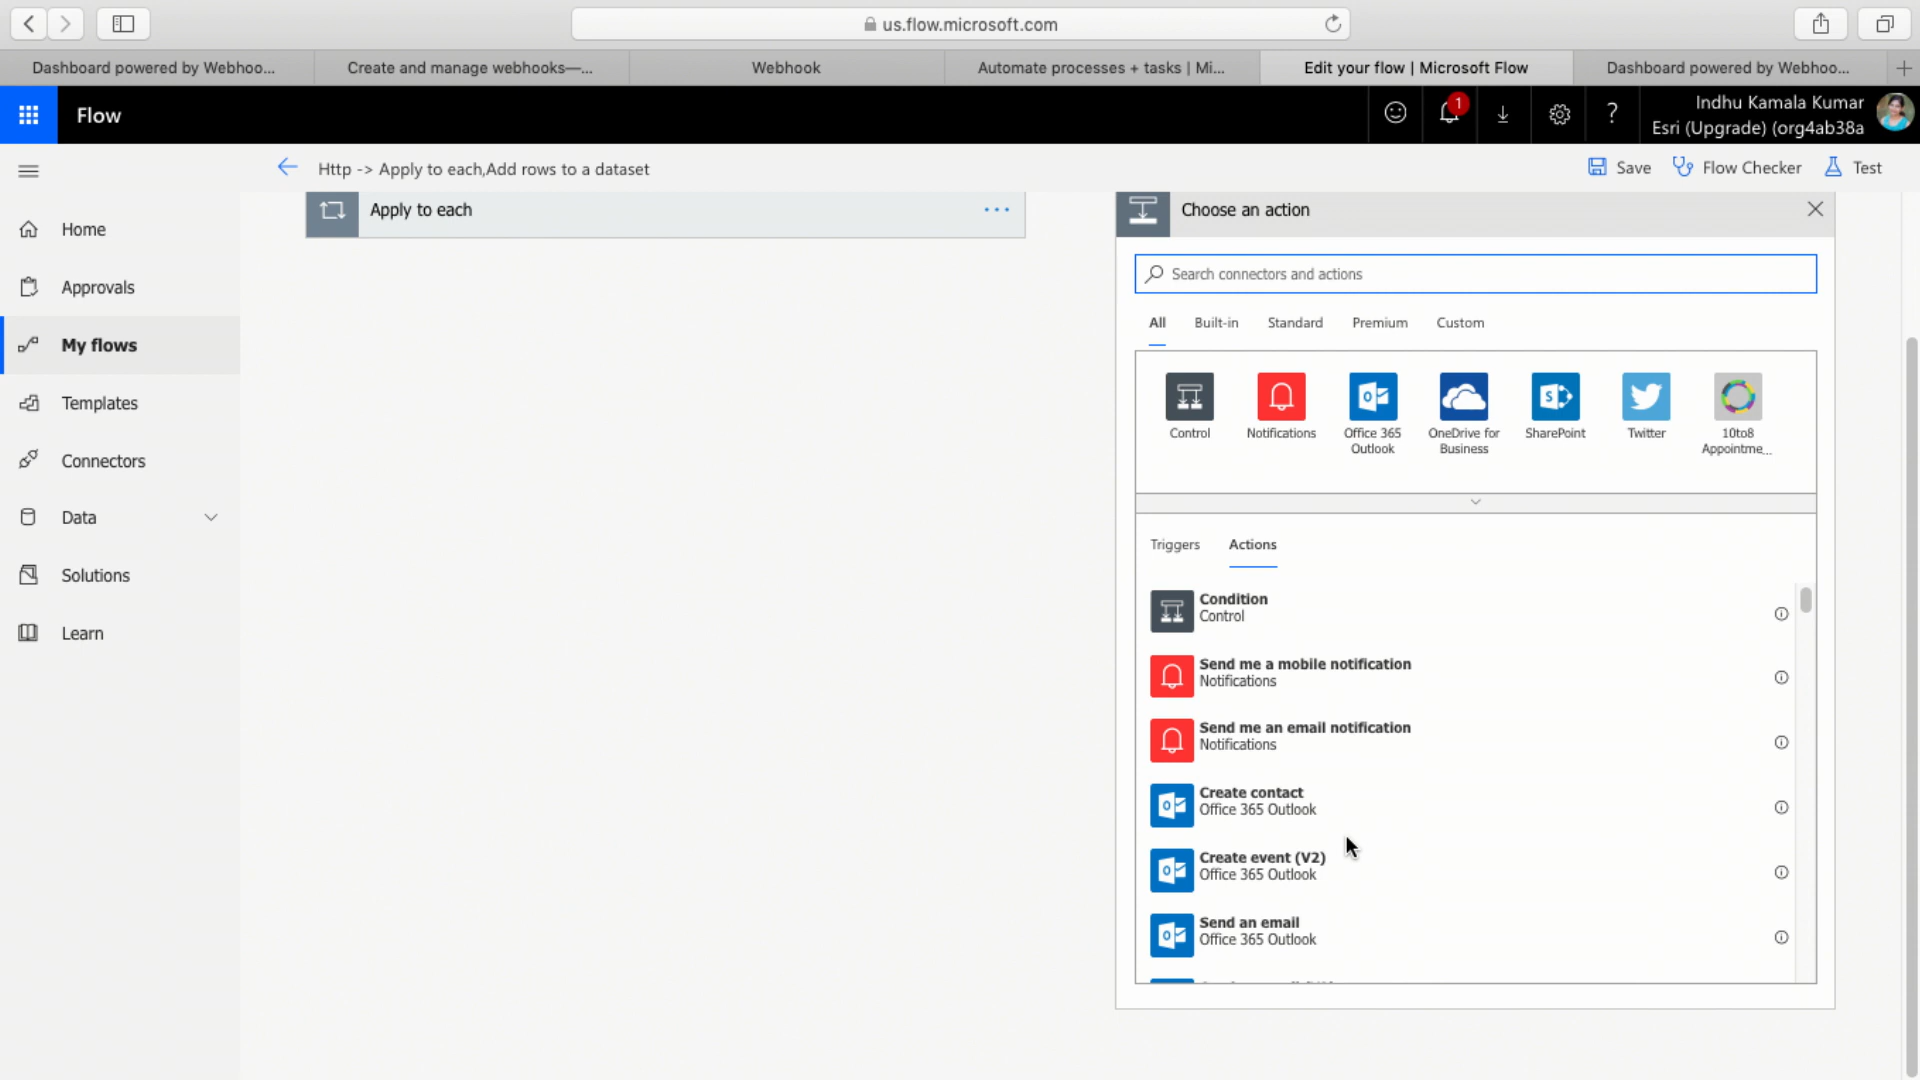 us.flow.microsoft.com
Dashboard powered by Webhoo...
Create and manage webhooks—...
Webhook
Automate processes + tasks | Mi...
Edit your flow | Microsoft Flow
Dashboard powered by Webhoo...
Flow
1
?
Indhu Kamala Kumar
Esri (Upgrade) (org4ab38a
Http -> Apply to each,Add rows to a dataset
Save
Flow Checker
Test
Home
Approvals
My flows
Templates
Connectors
Data
Solutions
Learn
Apply to each
Choose an action
Search connectors and actions
All
Built-in
Standard
Premium
Custom
Control
Notifications
Office 365
Outlook
OneDrive for
Business
SharePoint
Twitter
10to8
Appointme...
Triggers
Actions
Condition
Control
Send me a mobile notification
Notifications
Send me an email notification
Notifications
Create contact
Office 365 Outlook
Create event (V2)
Office 365 Outlook
Send an email
Office 365 Outlook